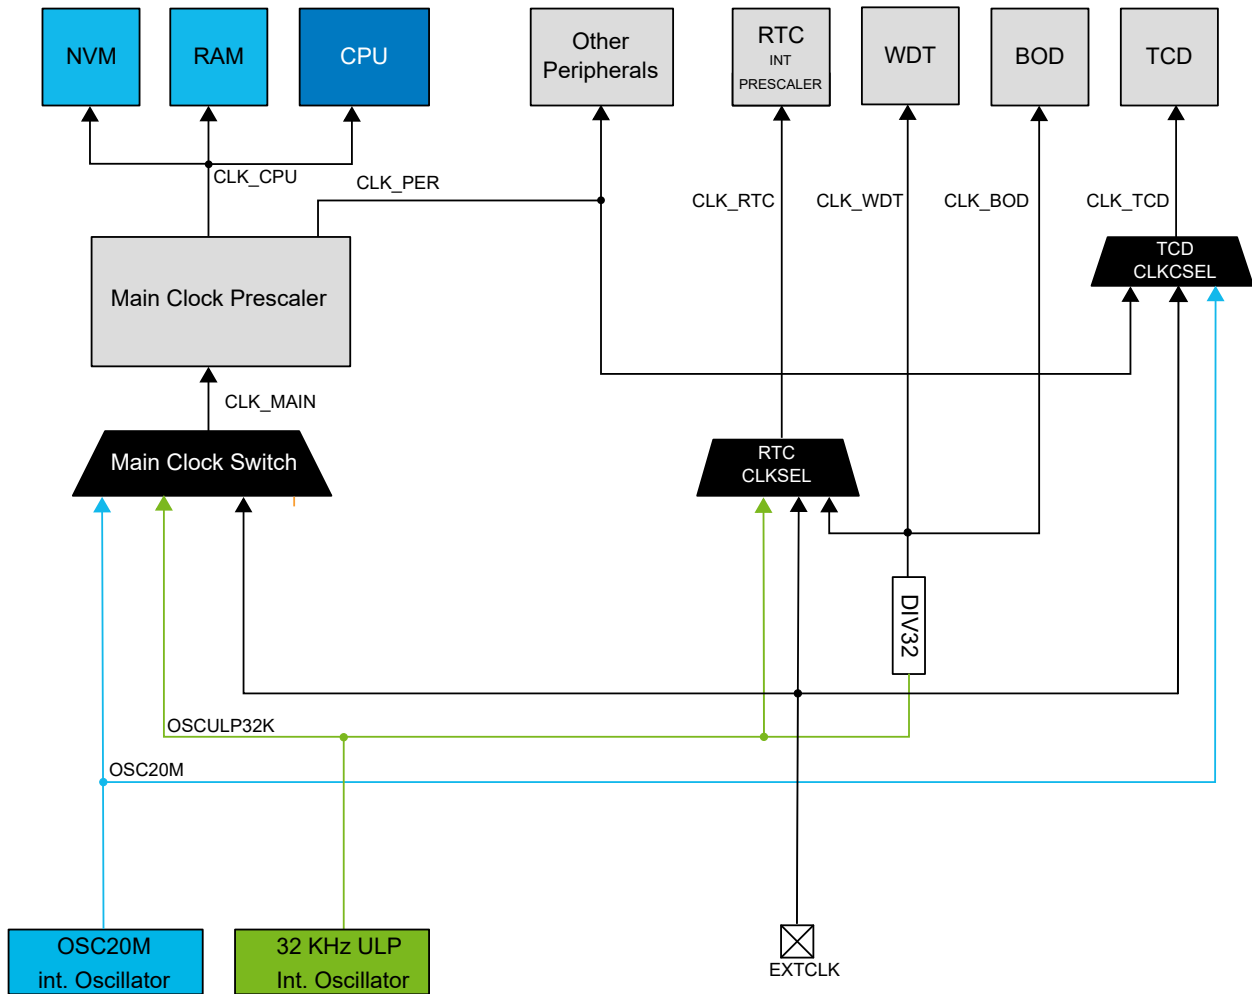 NVM
RAM
CPU
Other
Peripherals
RTC
INT
PRESCALER
WDT
BOD
TCD
CLK_CPU
CLK_PER
CLK_RTC
CLK_WDT
CLK_BOD
CLK_TCD
TCD
CLKCSEL
Main Clock Prescaler
CLK_MAIN
Main Clock Switch
RTC
CLKSEL
DIV32
OSCULP32K
OSC20M
OSC20M
int. Oscillator
32 KHz ULP
Int. Oscillator
EXTCLK